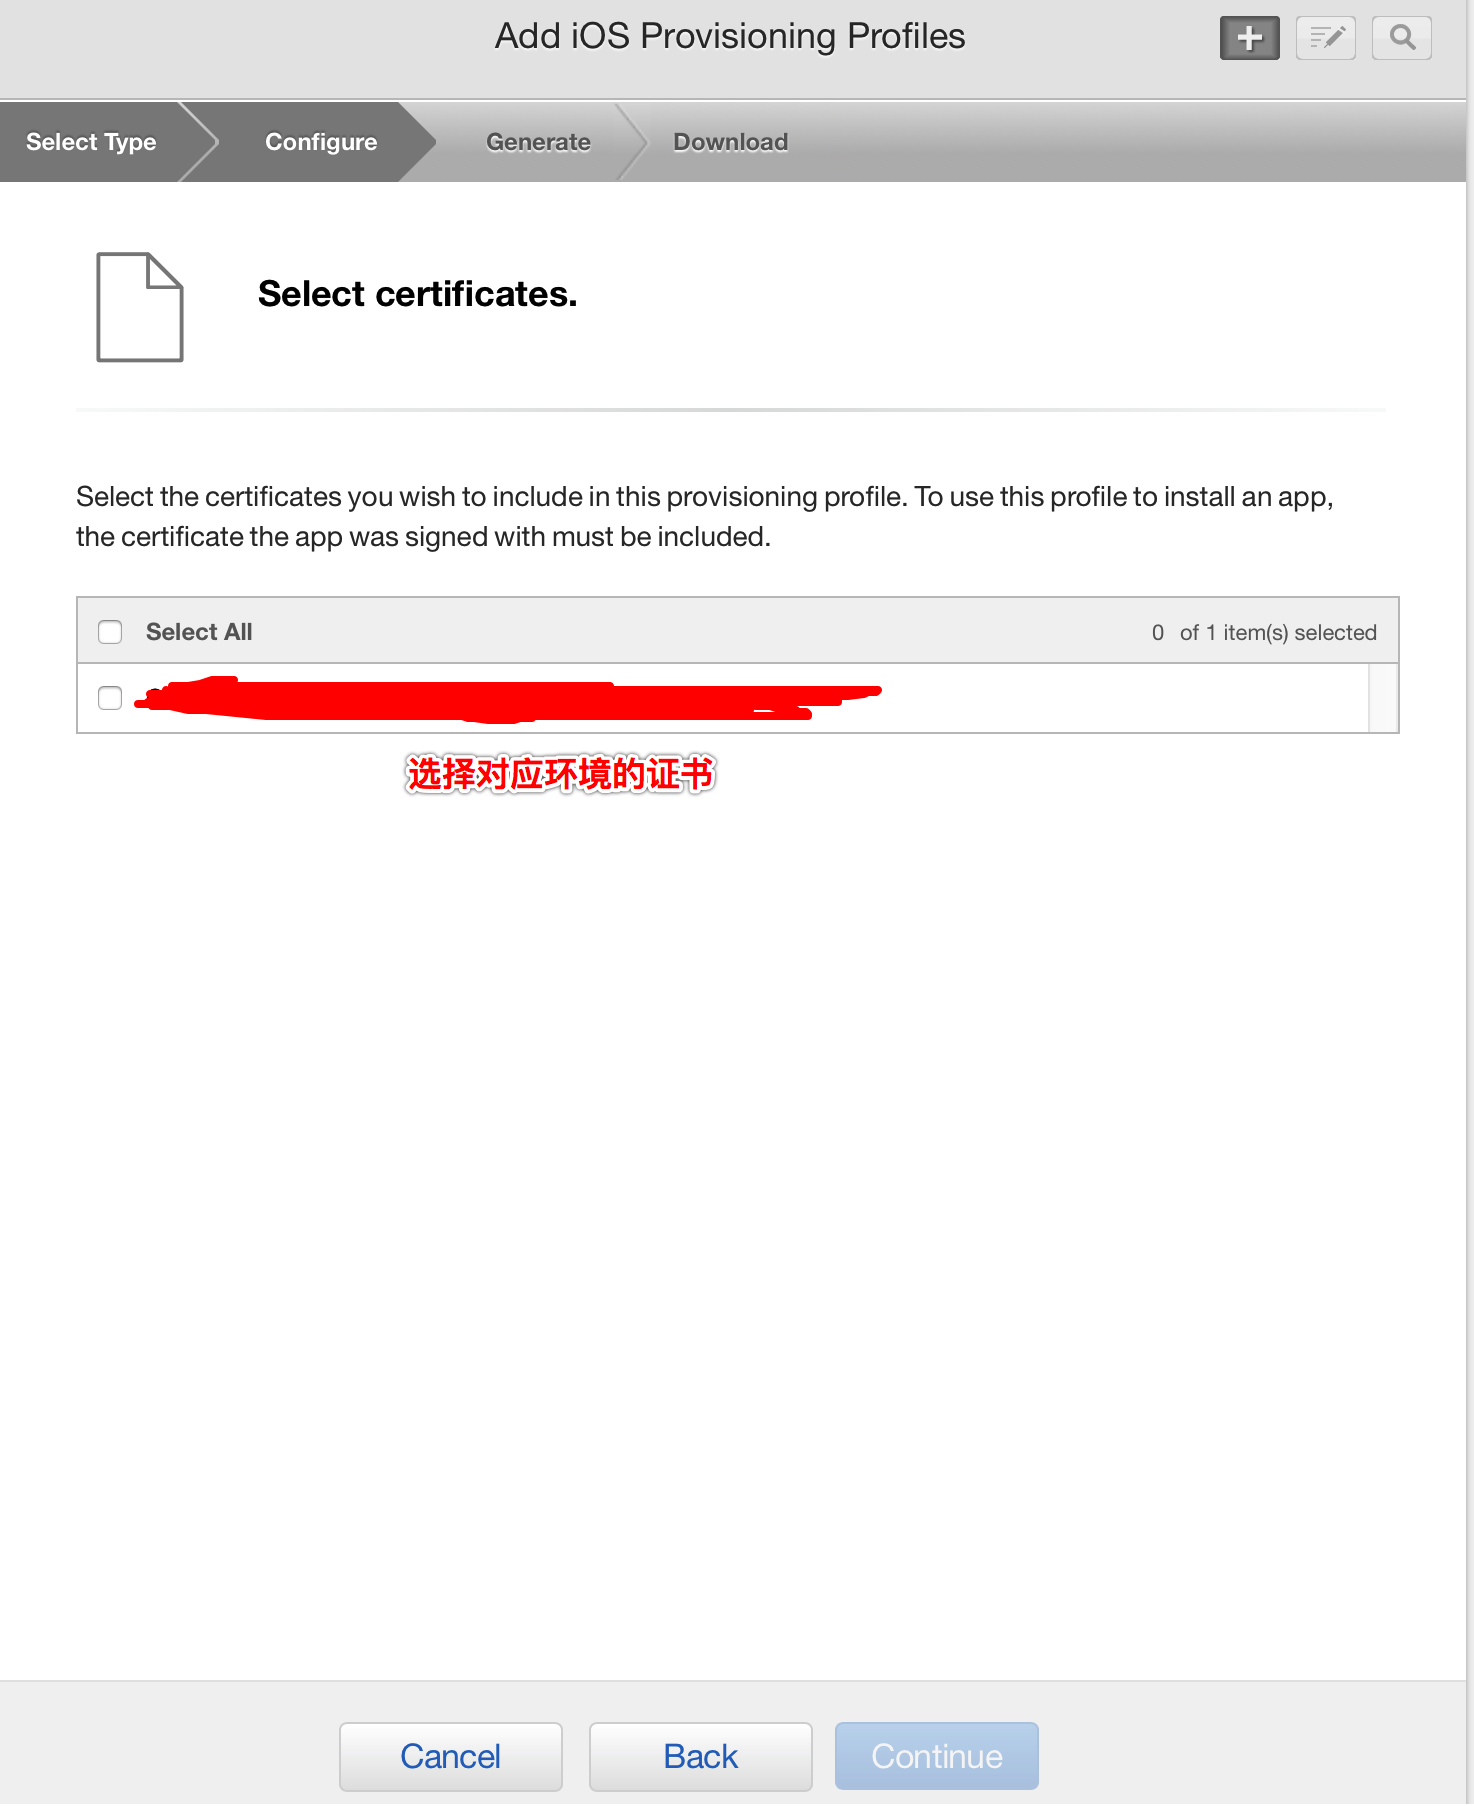 Add iOS Provisioning Profiles
Select Type
Configure
Generate
Download
Select certificates.
Select the certificates you wish to include in this provisioning profile. To use this profile to install an app,
the certificate the app was signed with must be included.
Select All
0 of 1 item(s) selected
选择对应环境的证书
Cancel
Back
Continue